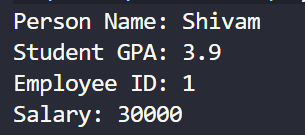 Person Name: Shivam
Student GPA: 3.9
Employee ID: 1
Salary: 30000